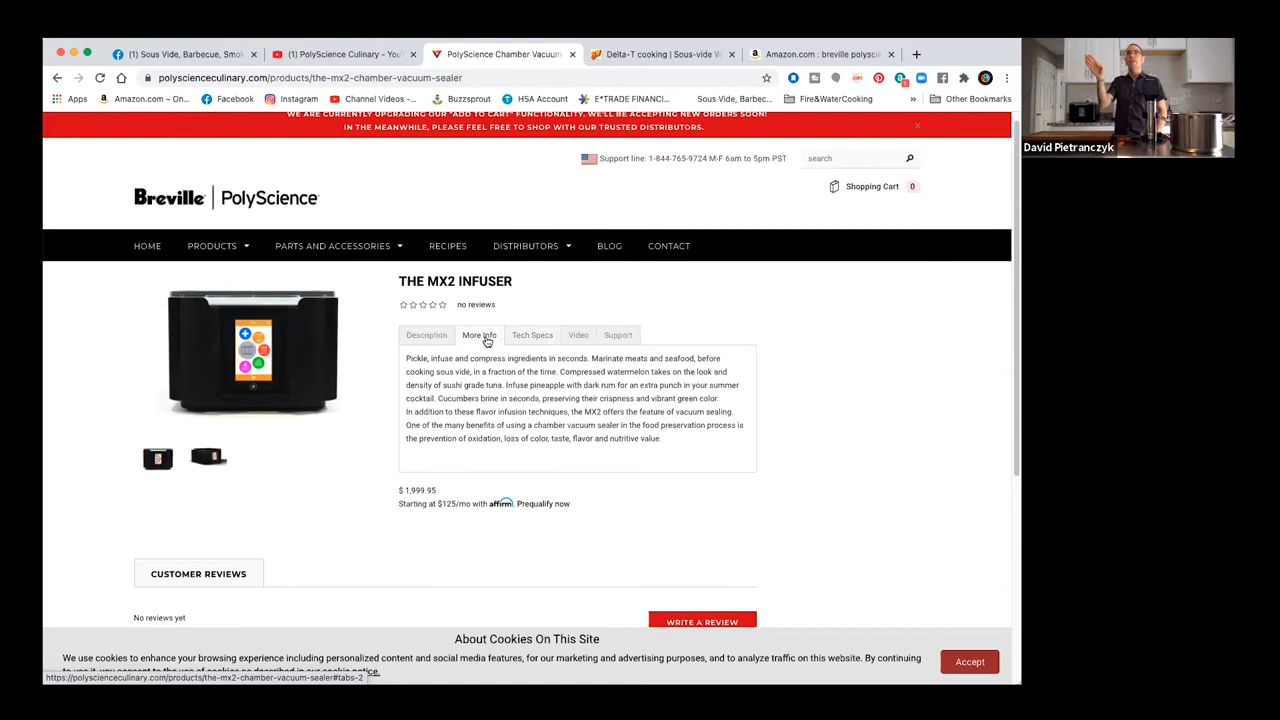 (1) Sous Vide, Barbecue, Smok
(1) PolyScience Culinary - You
PolyScience Chamber Vacuum
Delta-T cooking | Sous-vide W
Amazon.com : breville polysci
polyscienceculinary.com/products/the-mx2-chamber-vacuum-sealer
Apps
Amazon.com – On...
Facebook
Instagram
Channel Videos -...
Buzzsprout
HSA Account
E*TRADE FINANCI...
Sous Vide, Barbec...
Fire&WaterCooking
»
Other Bookmarks
WE ARE CURRENTLY UPGRADING OUR "ADD TO CART" FUNCTIONALITY. WE'LL BE ACCEPTING NEW ORDERS SOON!
IN THE MEANWHILE, PLEASE FEEL FREE TO SHOP WITH OUR TRUSTED DISTRIBUTORS.
David Pietranczyk
Support line: 1-844-765-9724 M-F 6am to 5pm PST
search
Shopping Cart 0
Breville | PolyScience
HOME
PRODUCTS
PARTS AND ACCESSORIES
RECIPES
DISTRIBUTORS
BLOG
CONTACT
THE MX2 INFUSER
no reviews
Description
More Info
Tech Specs
Video
Support
Pickle, infuse and compress ingredients in seconds. Marinate meats and seafood, before
cooking sous vide, in a fraction of the time. Compressed watermelon takes on the look and
density of sushi grade tuna. Infuse pineapple with dark rum for an extra punch in your summer
cocktail. Cucumbers brine in seconds, preserving their crispness and vibrant green color.
In addition to these flavor infusion techniques, the MX2 offers the feature of vacuum sealing.
One of the many benefits of using a chamber vacuum sealer in the food preservation process is
the prevention of oxidation, loss of color, taste, flavor and nutritive value.
$ 1,999.95
Starting at $125/mo with affirm. Prequalify now
CUSTOMER REVIEWS
No reviews yet
WRITE A REVIEW
About Cookies On This Site
We use cookies to enhance your browsing experience including personalized content and social media features, for our marketing and advertising purposes, and to analyze traffic on this website. By continuing
Accept
https://polyscienceculinary.com/products/the-mx2-chamber-vacuum-sealer#tabs-2